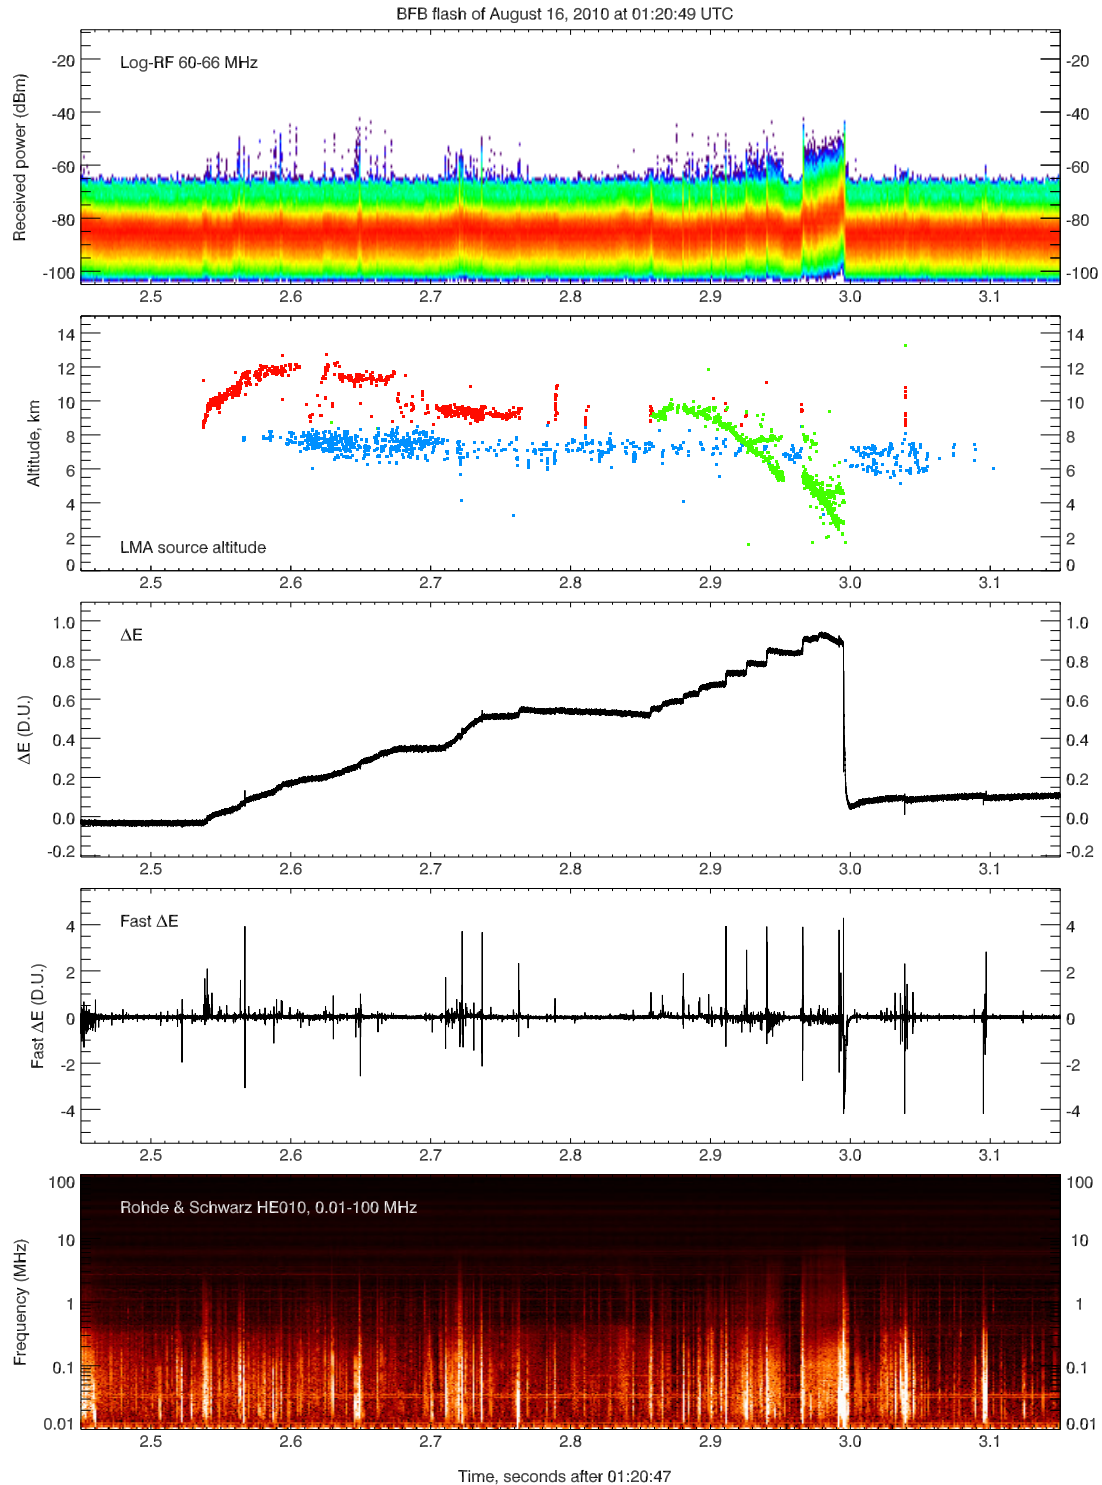 BFB flash of August 16, 2010 at 01:20:49 UTC
Log-RF 60-66 MHz
Received power (dBm)
-20 -20
-40 -40
-60 -60
-80 -80
-100 -100
2.5 2.6 2.7 2.8 2.9 3.0 3.1
LMA source altitude
Altitude, km
14 14
12 12
10 10
8 8
6 6
4 4
2 2
0 0
2.5 2.6 2.7 2.8 2.9 3.0 3.1
ΔE
ΔE (D.U.)
1.0 1.0
0.8 0.8
0.6 0.6
0.4 0.4
0.2 0.2
0.0 0.0
-0.2 -0.2
2.5 2.6 2.7 2.8 2.9 3.0 3.1
Fast ΔE
Fast ΔE (D.U.)
4 4
2 2
0 0
-2 -2
-4 -4
2.5 2.6 2.7 2.8 2.9 3.0 3.1
Rohde & Schwarz HE010, 0.01-100 MHz
Frequency (MHz)
100 100
10 10
1 1
0.1 0.1
0.01 0.01
2.5 2.6 2.7 2.8 2.9 3.0 3.1
Time, seconds after 01:20:47